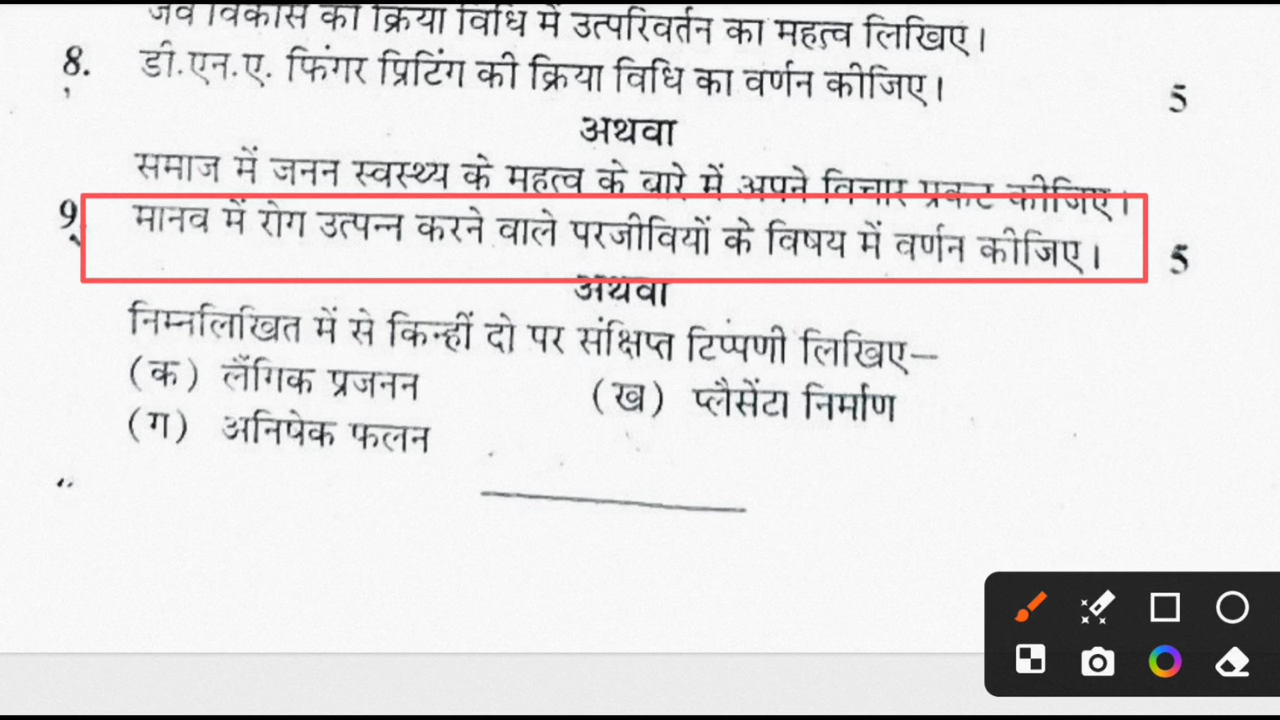 जैव विकास की क्रिया विधि में उत्परिवर्तन का महत्व लिखिए।
8. डी.एन.ए. फिंगर प्रिटिंग की क्रिया विधि का वर्णन कीजिए। 5
अथवा
समाज में जनन स्वस्थ्य के महत्व के बारे में अपने विचार प्रकट कीजिए।
9. मानव में रोग उत्पन्न करने वाले परजीवियों के विषय में वर्णन कीजिए। 5
अथवा
निम्नलिखित में से किन्हीं दो पर संक्षिप्त टिप्पणी लिखिए—
(क) लैंगिक प्रजनन (ख) प्लैसेंटा निर्माण
(ग) अनिषेक फलन